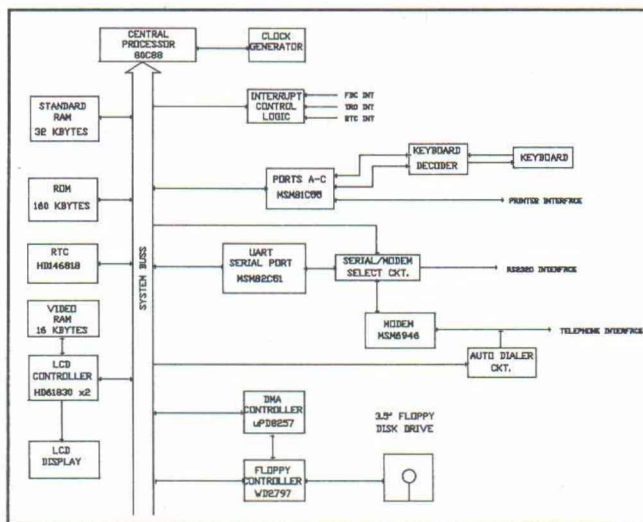 CENTRAL
PROCESSOR
80C88
CLOCK
GENERATOR
STANDARD
RAM
32 KBYTES
INTERRUPT
CONTROL
LOGIC
FDC INT
RTC INT
ROM
160 KBYTES
PORTS A-C
KEYBOARD
DECODER
KEYBOARD
PRINTER INTERFACE
RTC
HD146818
SYSTEM BUSS
UART
SERIAL PORT
MSM82C51
SERIAL/MODEM
SELECT CKT.
RS232C INTERFACE
VIDEO
RAM
16 KBYTES
MODEM
MSM6946
TELEPHONE INTERFACE
LCD
CONTROLLER
HD61830 x2
AUTO DIALER
CKT.
LCD
DISPLAY
DMA
CONTROLLER
uPD8257
3.5" FLOPPY
DISK DRIVE
FLOPPY
CONTROLLER
WD2797